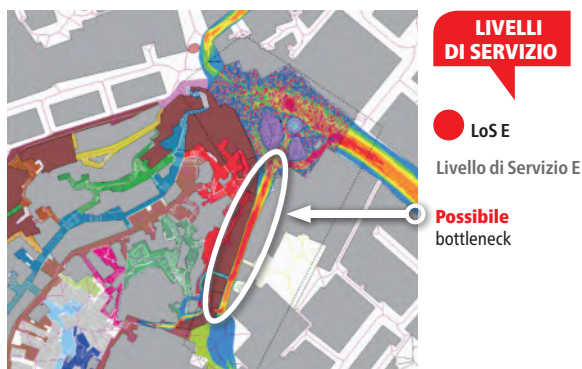 LIVELLI
DI SERVIZIO
LoS E
Livello di Servizio E
Possibile
bottleneck